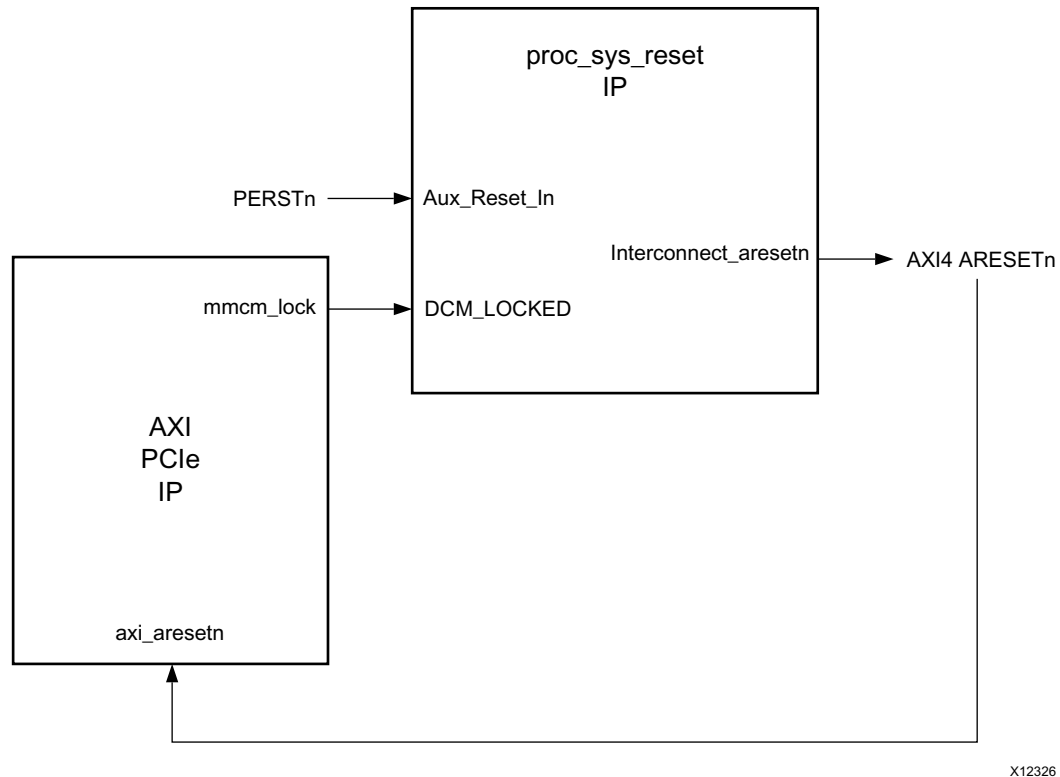 proc_sys_reset
IP
PERSTn
Aux_Reset_In
Interconnect_aresetn
AXI4 ARESETn
mmcm_lock
DCM_LOCKED
AXI
PCIe
IP
axi_aresetn
X12326